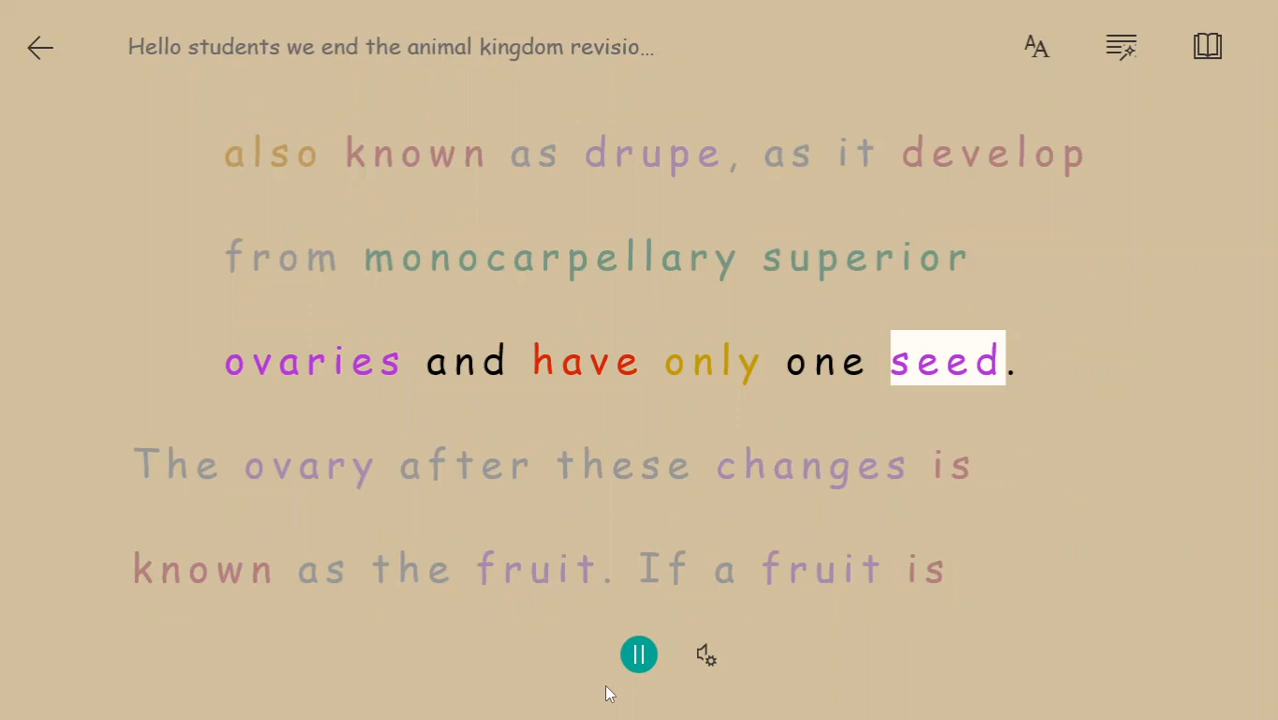 Hello students we end the animal kingdom revisio...
also known as drupe, as it develop
from monocarpellary superior
ovaries and have only one seed.
The ovary after these changes is
known as the fruit. If a fruit is